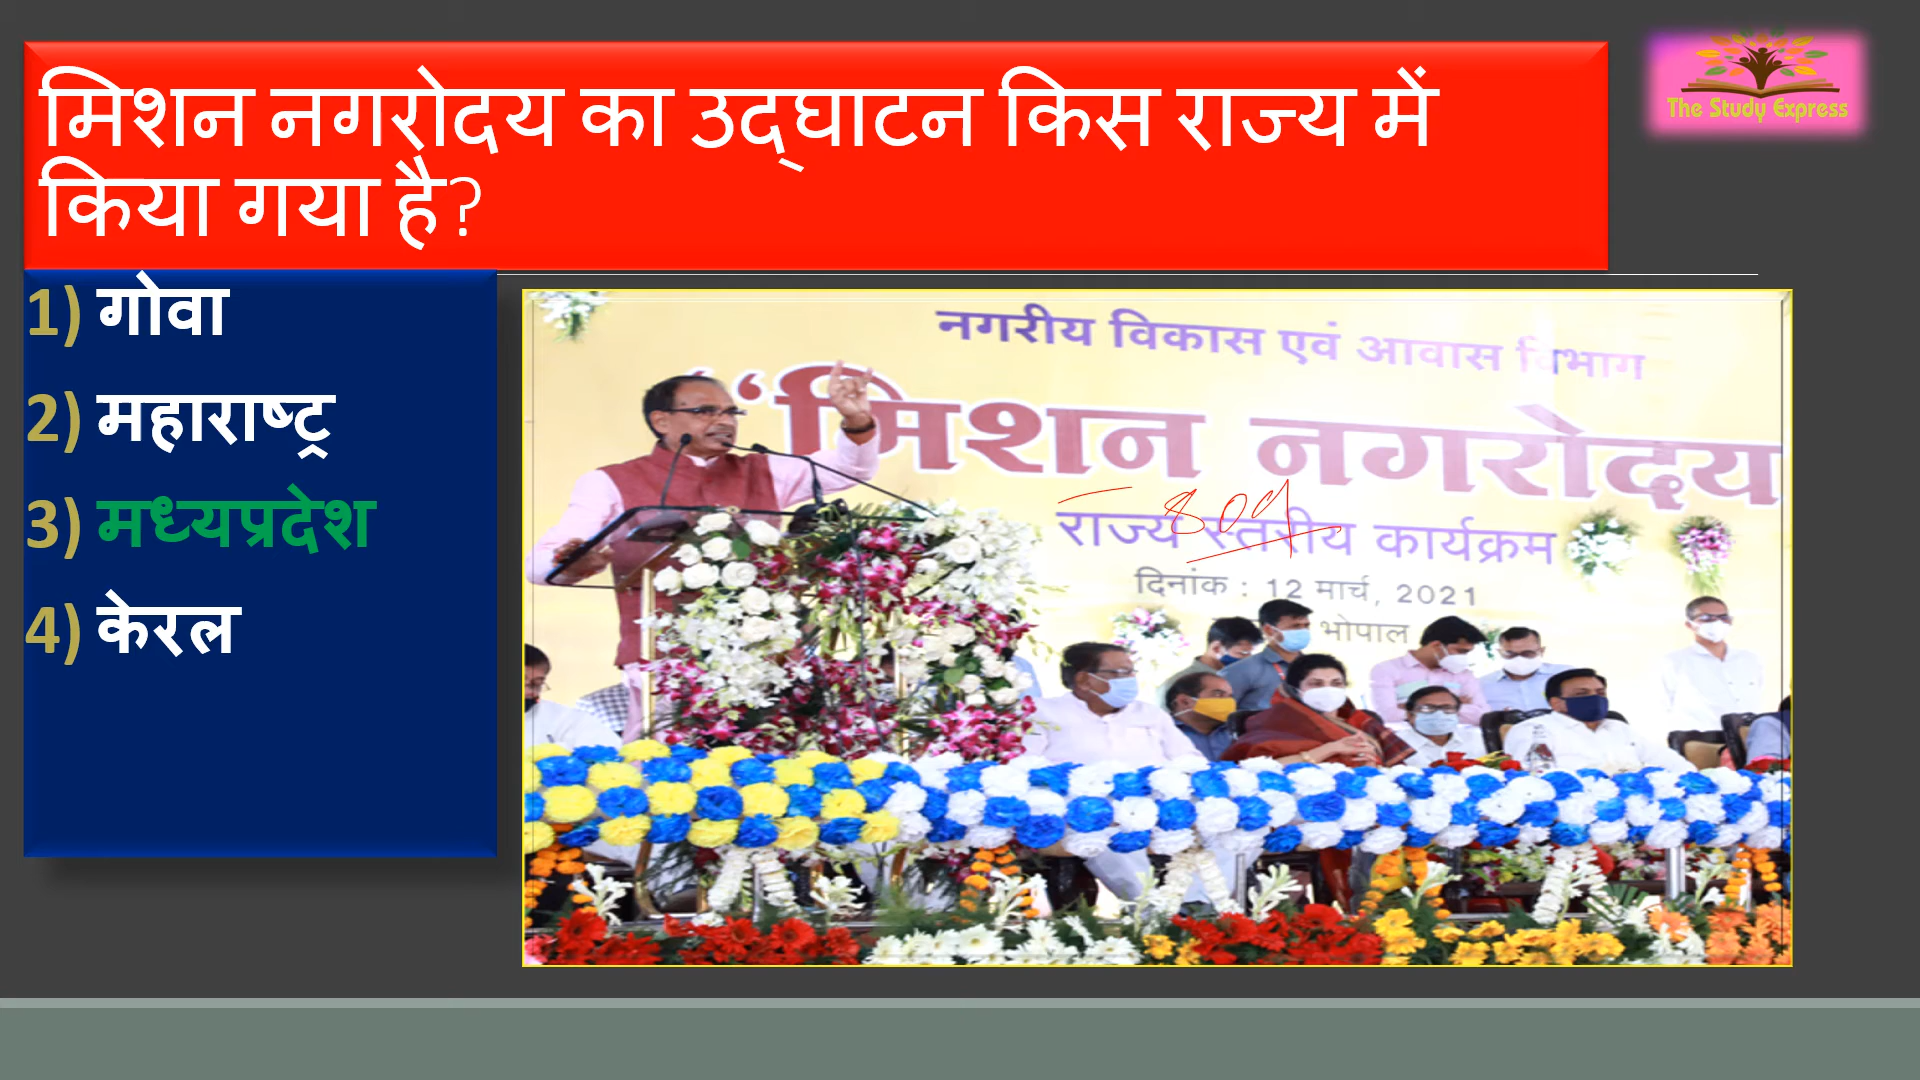 मिशन नगरोदय का उद्घाटन किस राज्य में
किया गया है?
The Study Express
1) गोवा
2) महाराष्ट्र
3) मध्यप्रदेश
4) केरल
नगरीय विकास एवं आवास विभाग
“मिशन नगरोदय
राज्य स्तरीय कार्यक्रम
दिनांक : 12 मार्च, 2021
भोपाल